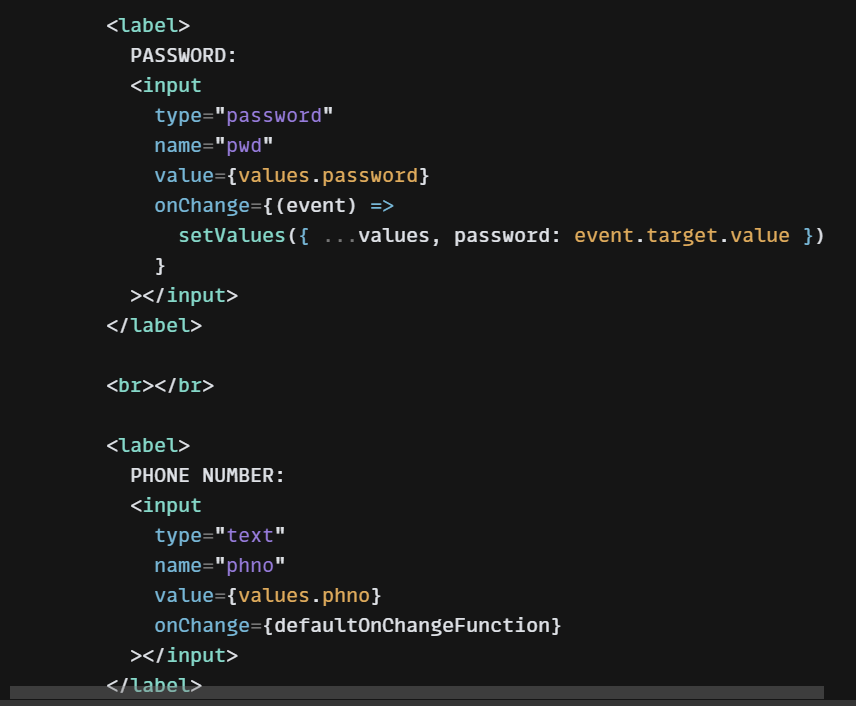 <label>
PASSWORD:
<input
type="password"
name="pwd"
value={values.password}
onChange={(event) =>
setValues({ ...values, password: event.target.value })
}
></input>
</label>
<br></br>
<label>
PHONE NUMBER:
<input
type="text"
name="phno"
value={values.phno}
onChange={defaultOnChangeFunction}
></input>
</label>